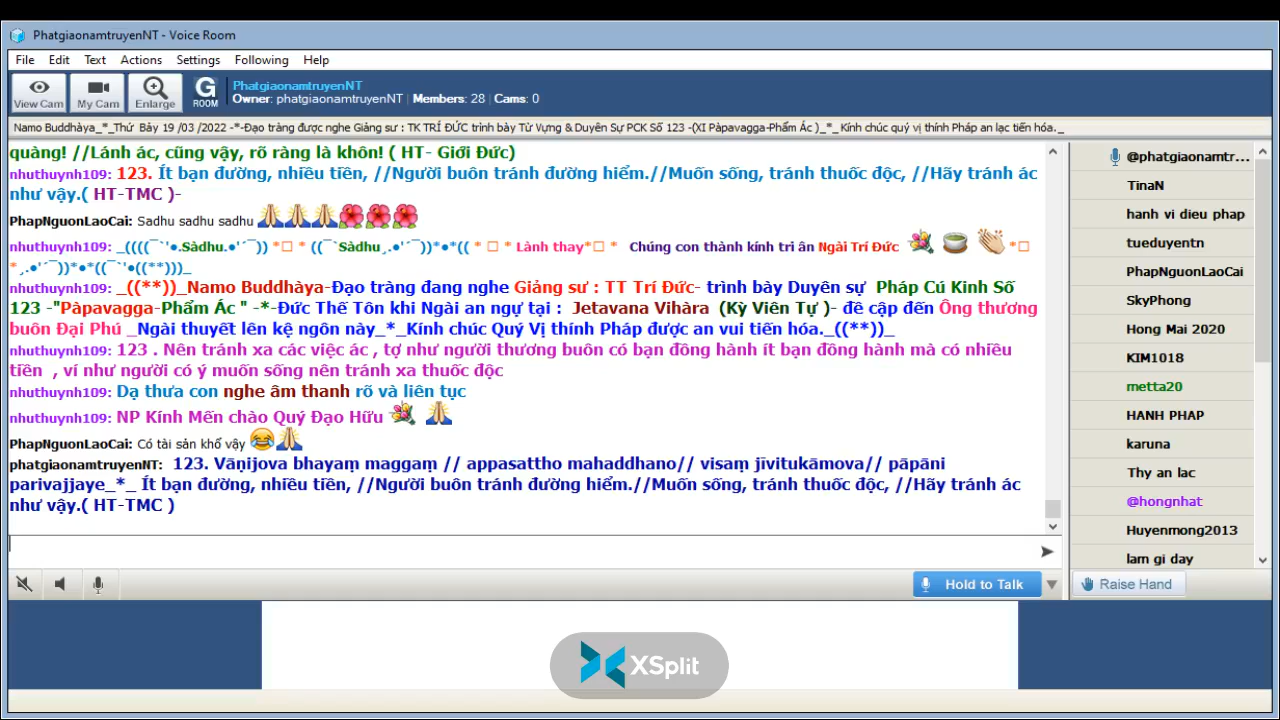 PhatgiaonamtruyenNT - Voice Room
File Edit Text Actions Settings Following Help
View Cam My Cam Enlarge G ROOM
PhatgiaonamtruyenNT
Owner: phatgiaonamtruyenNT | Members: 28 | Cams: 0
Namo Buddhàya_*_Thứ Bảy 19 /03 /2022 -*-Đạo tràng được nghe Giảng sư : TK TRÍ ĐỨC trình bày Từ Vựng & Duyên Sự PCK Số 123 -(XI Pàpavagga-Phẩm Ác )_*_ Kính chúc quý vị thính Pháp an lạc tiến hóa._
quàng! //Lánh ác, cũng vậy, rõ ràng là khôn! ( HT- Giới Đức)
nhuthuynh109: 123. Ít bạn đường, nhiều tiền, //Người buôn tránh đường hiểm.//Muốn sống, tránh thuốc độc, //Hãy tránh ác
như vậy.( HT-TMC )-
PhapNguonLaoCai: Sadhu sadhu sadhu 🙏🙏🙏🌺🌺🌺
nhuthuynh109: _((((¯`'●.Sàdhu.●'´¯)) *□ * ((¯`Sàdhu¸.●'´¯))*●*(( * □ * Lành thay*□ * Chúng con thành kính tri ân Ngài Trí Đức 💐 🍵 👏 *□
*¸.●'´¯))*●*((¯`'●((**)))_
nhuthuynh109: _((**))_Namo Buddhàya-Đạo tràng đang nghe Giảng sư : TT Trí Đức- trình bày Duyên sự Pháp Cú Kinh Số
123 -"Pàpavagga-Phẩm Ác " -*-Đức Thế Tôn khi Ngài an ngự tại : Jetavana Vihàra (Kỳ Viên Tự )- đề cập đến Ông thương
buôn Đại Phú _Ngài thuyết lên kệ ngôn này_*_Kính chúc Quý Vị thính Pháp được an vui tiến hóa._((**))_
nhuthuynh109: 123 . Nên tránh xa các việc ác , tợ như người thương buôn có bạn đồng hành ít bạn đồng hành mà có nhiều
tiền , ví như người có ý muốn sống nên tránh xa thuốc độc
nhuthuynh109: Dạ thưa con nghe âm thanh rõ và liên tục
nhuthuynh109: NP Kính Mến chào Quý Đạo Hữu 💐 🙏
PhapNguonLaoCai: Có tài sản khổ vậy 😂🙏
phatgiaonamtruyenNT: 123. Vāṇijova bhayaṃ maggaṃ // appasattho mahaddhano// visaṃ jīvitukāmova// pāpāni
parivajjaye_*_ Ít bạn đường, nhiều tiền, //Người buôn tránh đường hiểm.//Muốn sống, tránh thuốc độc, //Hãy tránh ác
như vậy.( HT-TMC )
@phatgiaonamtr...
TinaN
hanh vi dieu phap
tueduyentn
PhapNguonLaoCai
SkyPhong
Hong Mai 2020
KIM1018
metta20
HANH PHAP
karuna
Thy an lac
@hongnhat
Huyenmong2013
lam gi day
Hold to Talk
Raise Hand
XSplit